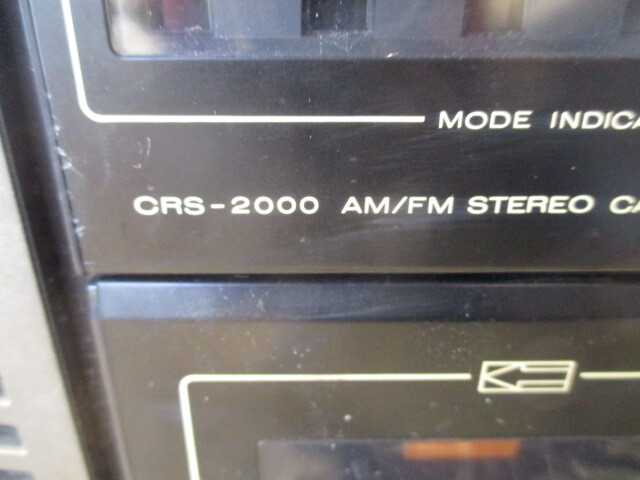 MODE INDICA
CRS-2000 AM/FM STEREO CA